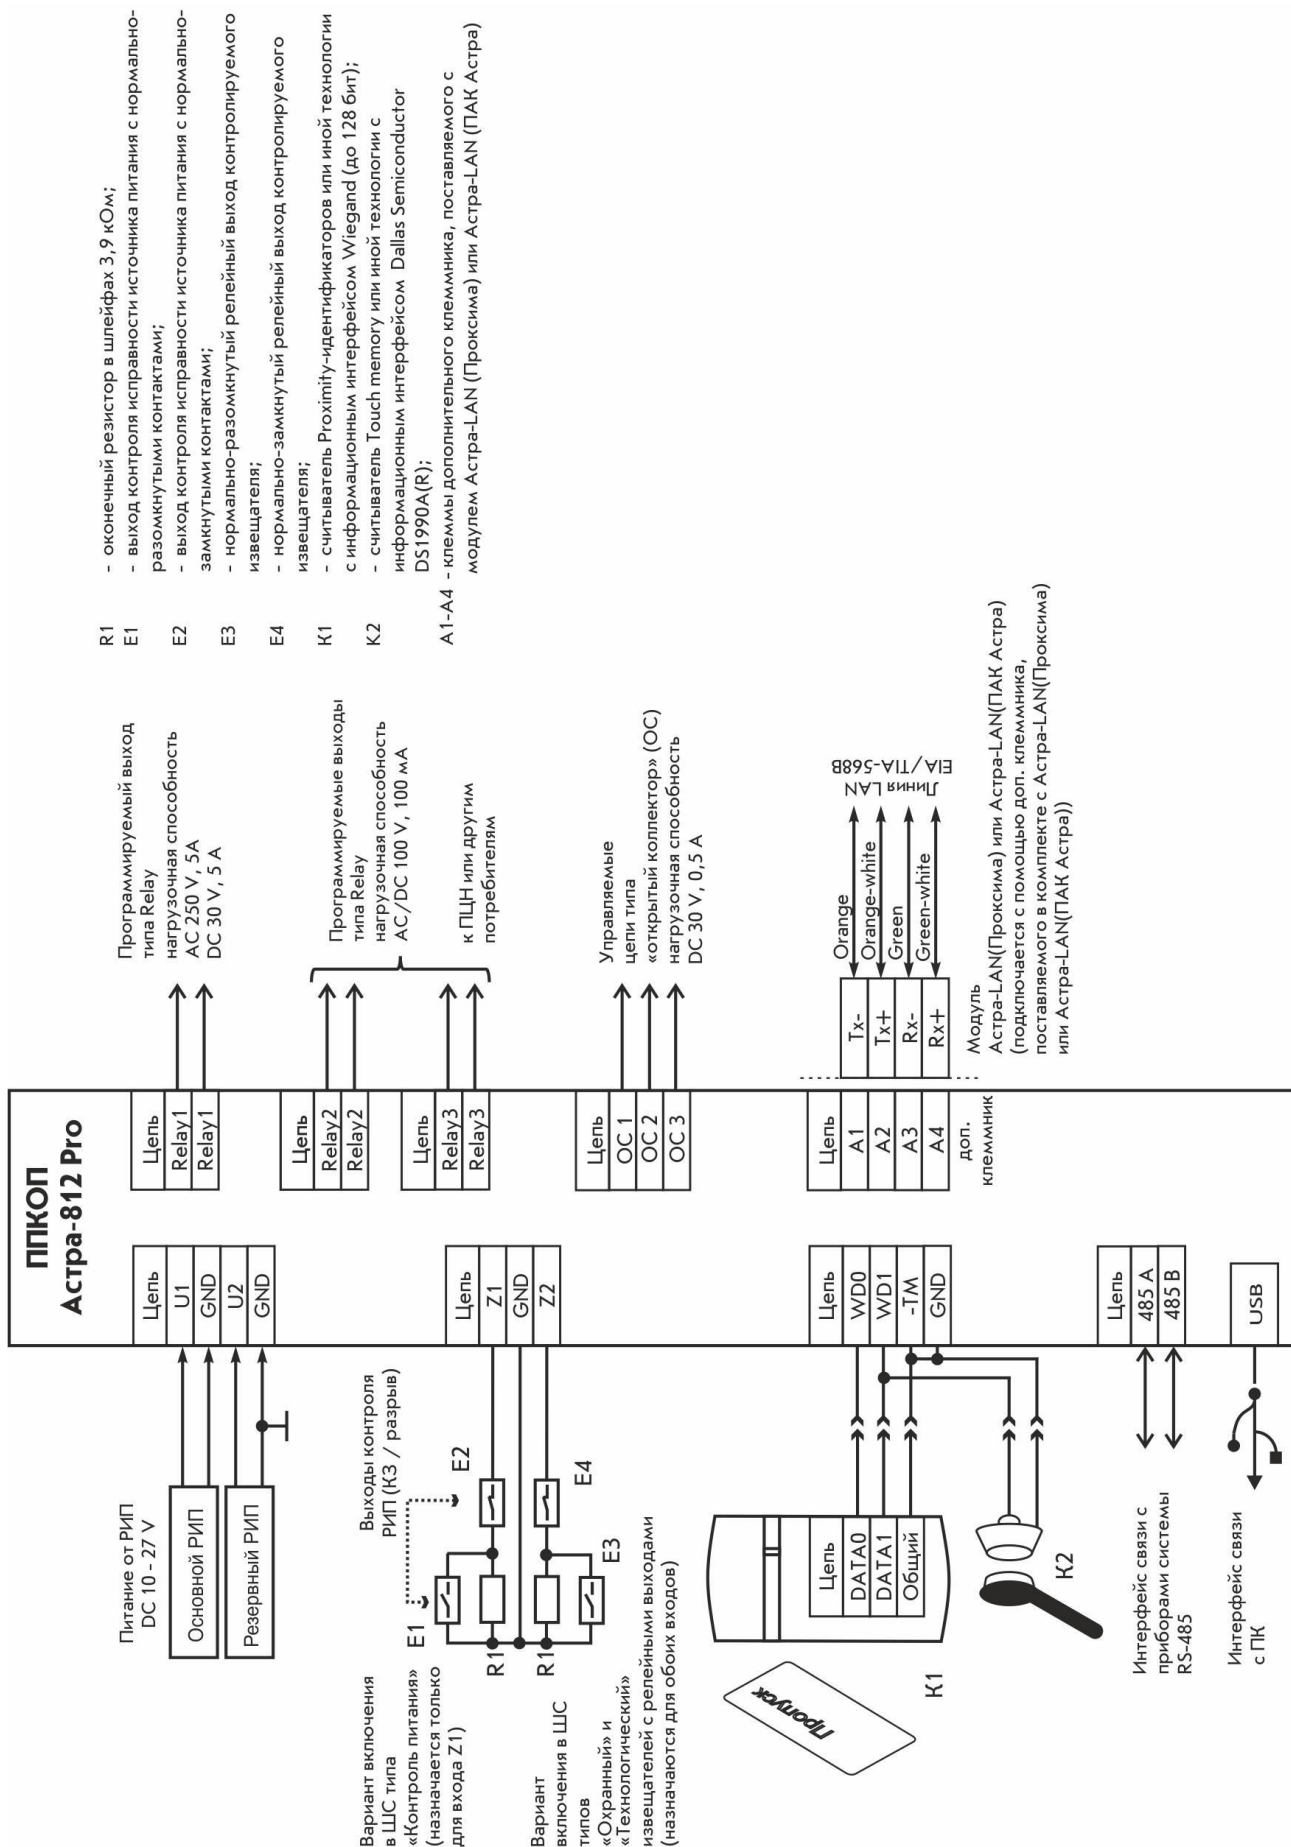 ППКОП
Астра-812 Pro
Питание от РИП
DC 10 - 27 V
Основной РИП
Резервный РИП
Цепь
U1
GND
U2
GND
Выходы контроля
РИП (КЗ / разрыв)
E1
E2
R1
R1
E3
E4
Цепь
Z1
GND
Z2
Вариант включения
в ШС типа
«Контроль питания»
(назначается только
для входа Z1)
Вариант
включения в ШС
типов
«Охранный» и
«Технологический»
извещателей с релейными выходами
(назначаются для обоих входов)
Пропуск
K1
Цепь
DATA0
DATA1
Общий
K2
Цепь
WD0
WD1
-TM
GND
Интерфейс связи с
приборами системы
RS-485
Цепь
485 A
485 B
Интерфейс связи
с ПК
USB
Цепь
Relay1
Relay1
Программируемый выход
типа Relay
нагрузочная способность
AC 250 V, 5A
DC 30 V, 5 A
Цепь
Relay2
Relay2
Цепь
Relay3
Relay3
Программируемые выходы
типа Relay
нагрузочная способность
AC/DC 100 V, 100 мА
к ПЦН или другим
потребителям
Цепь
OC 1
OC 2
OC 3
Управляемые
цепи типа
«открытый коллектор» (ОС)
нагрузочная способность
DC 30 V, 0,5 A
Цепь
A1
A2
A3
A4
доп.
клеммник
Tx-
Tx+
Rx-
Rx+
Orange
Orange-white
Green
Green-white
Линия LAN
EIA/TIA-568B
Модуль
Астра-LAN(Проксима) или Астра-LAN(ПАК Астра)
(подключается с помощью доп. клеммника,
поставляемого в комплекте с Астра-LAN(Проксима)
или Астра-LAN(ПАК Астра))
R1 - оконечный резистор в шлейфах 3,9 кОм;
E1 - выход контроля исправности источника питания с нормально-
разомкнутыми контактами;
E2 - выход контроля исправности источника питания с нормально-
замкнутыми контактами;
E3 - нормально-разомкнутый релейный выход контролируемого
извещателя;
E4 - нормально-замкнутый релейный выход контролируемого
извещателя;
K1 - считыватель Proximity-идентификаторов или иной технологии
с информационным интерфейсом Wiegand (до 128 бит);
K2 - считыватель Touch memory или иной технологии с
информационным интерфейсом Dallas Semiconductor
DS1990A(R);
A1-A4 - клеммы дополнительного клеммника, поставляемого с
модулем Астра-LAN (Проксима) или Астра-LAN (ПАК Астра)